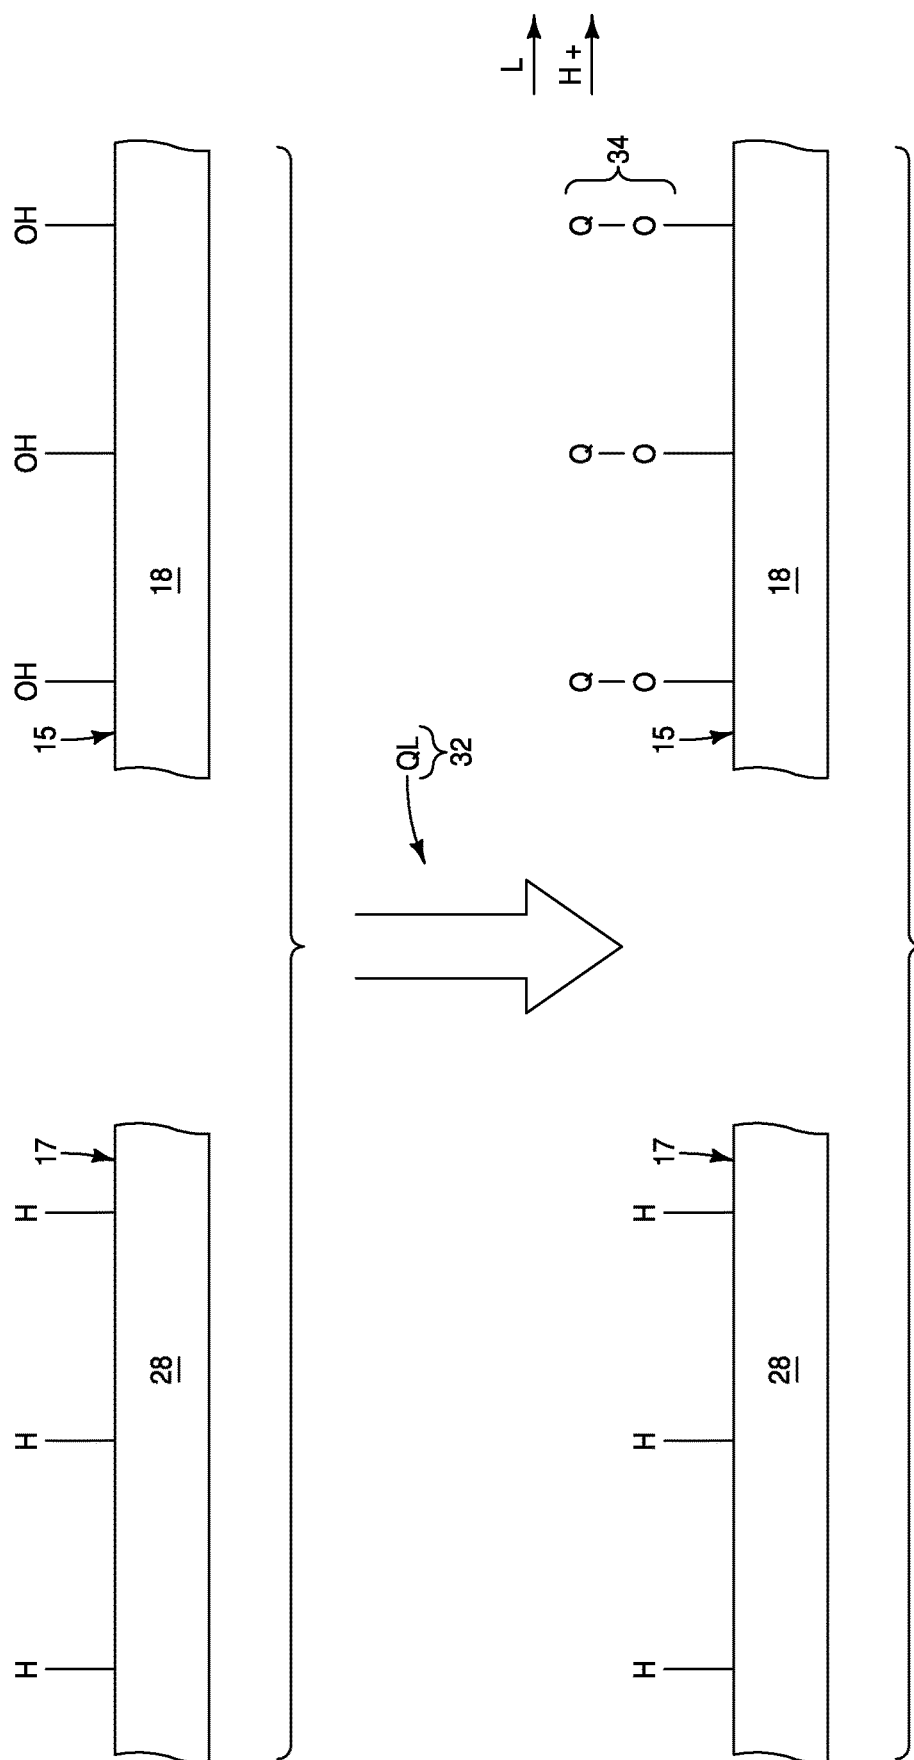 H H H OH OH OH
17 15
28 18
QL
32
L
H +
Q Q Q
34
H H H O O O
17 15
28 18